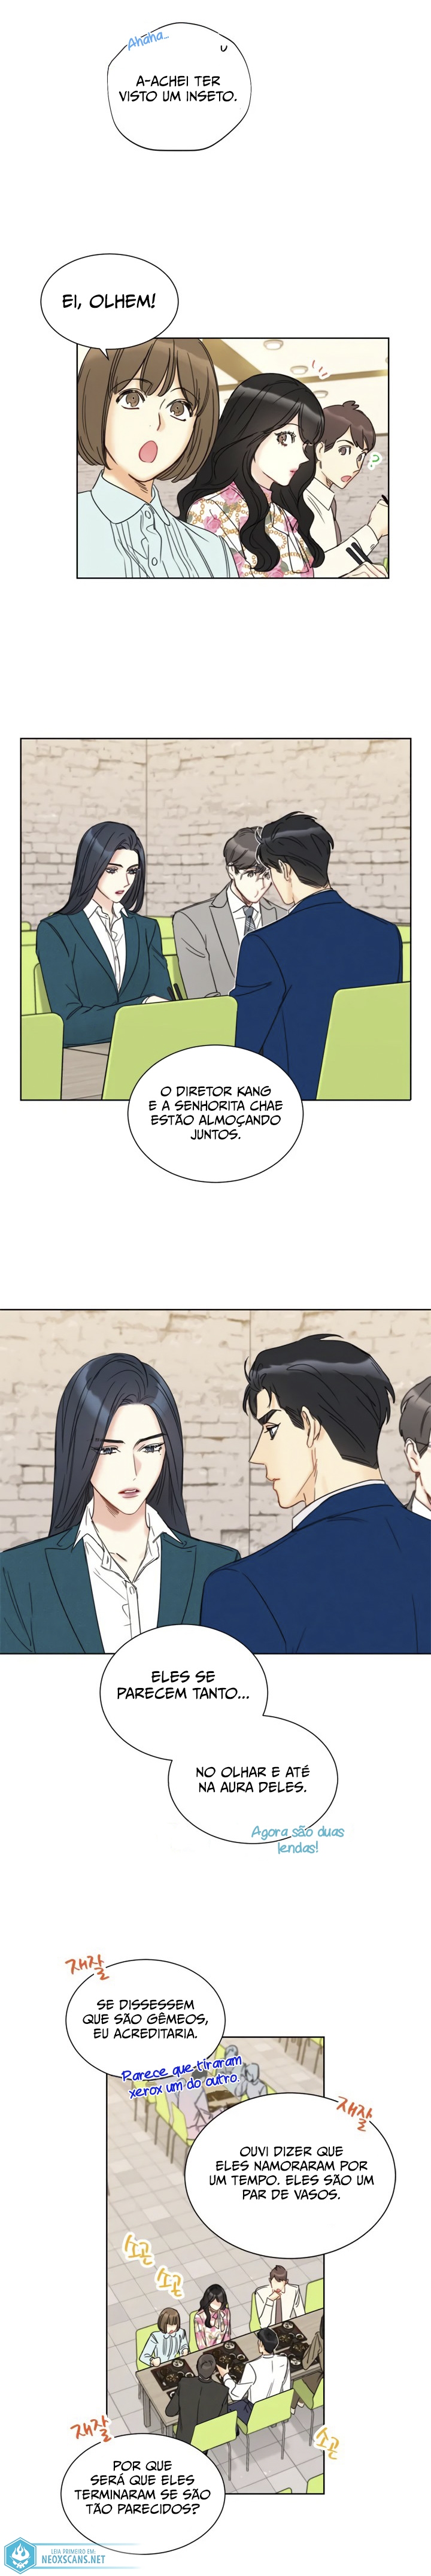 Ahaha...
A-ACHEI TER
VISTO UM INSETO.
EI, OLHEM!
?
O DIRETOR KANG
E A SENHORITA CHAE
ESTÃO ALMOÇANDO
JUNTOS.
ELES SE
PARECEM TANTO...
NO OLHAR E ATÉ
NA AURA DELES.
Agora são duas
lendas!
재잘
SE DISSESSEM
QUE SÃO GÊMEOS,
EU ACREDITARIA.
Parece que tiraram
xerox um do outro.
재잘
OUVI DIZER QUE
ELES NAMORARAM POR
UM TEMPO. ELES SÃO UM
PAR DE VASOS.
소곤
소곤
재잘
소곤
POR QUE
SERÁ QUE ELES
TERMINARAM SE SÃO
TÃO PARECIDOS?
LEIA PRIMEIRO EM:
NEOXSCANS.NET